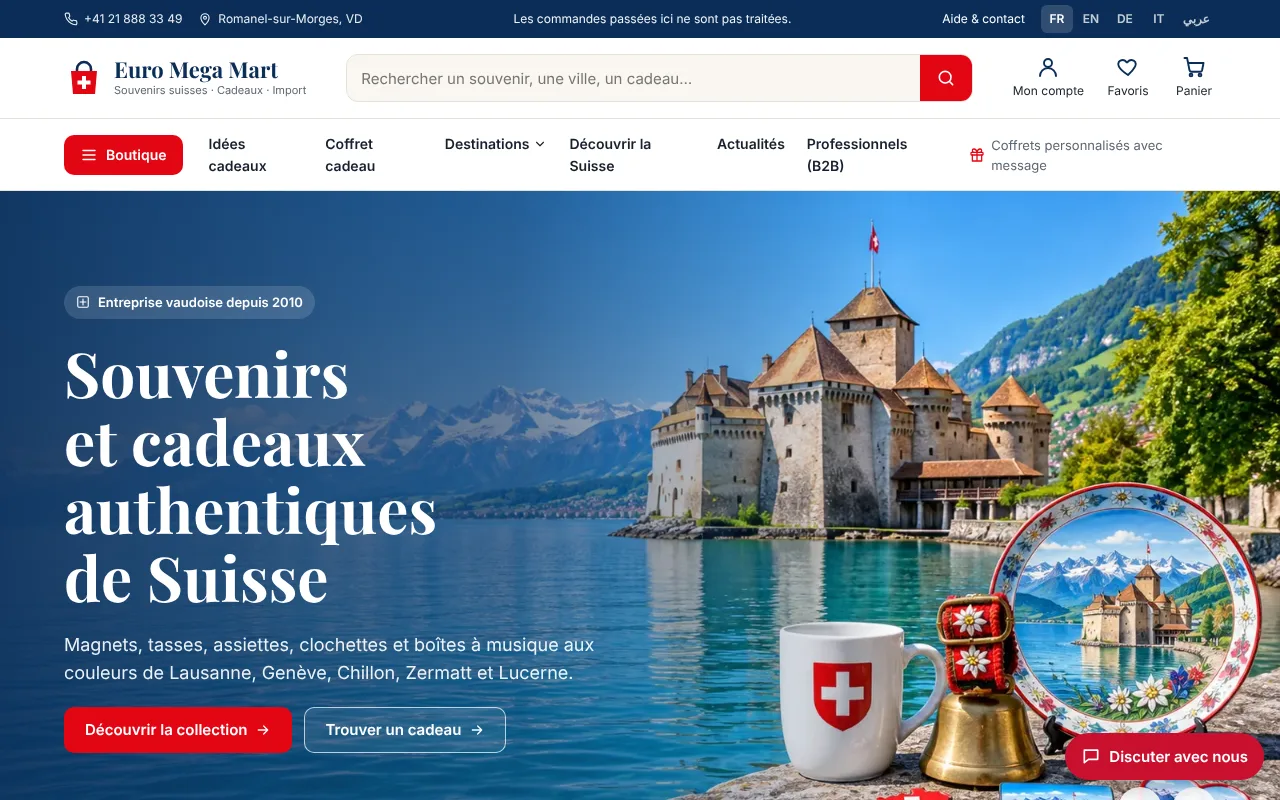 +41 21 888 33 49
Romanel-sur-Morges, VD
Les commandes passées ici ne sont pas traitées.
Aide & contact
FR
EN
DE
IT
عربي
Euro Mega Mart
Souvenirs suisses · Cadeaux · Import
Rechercher un souvenir, une ville, un cadeau...
Mon compte
Favoris
Panier
Boutique
Idées
cadeaux
Coffret
cadeau
Destinations
Découvrir la
Suisse
Actualités
Professionnels
(B2B)
Coffrets personnalisés avec
message
Entreprise vaudoise depuis 2010
Souvenirs
et cadeaux
authentiques
de Suisse
Magnets, tasses, assiettes, clochettes et boîtes à musique aux
couleurs de Lausanne, Genève, Chillon, Zermatt et Lucerne.
Découvrir la collection
Trouver un cadeau
Discuter avec nous